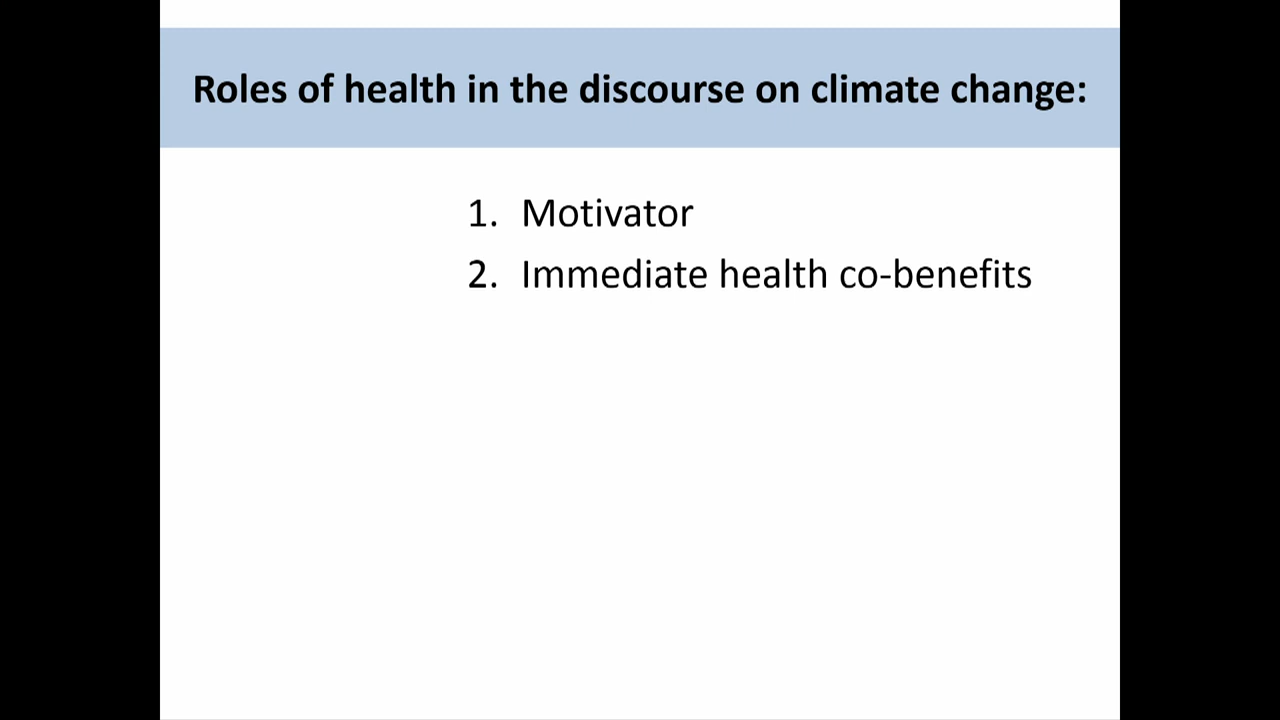 Roles of health in the discourse on climate change:
1. Motivator
2. Immediate health co-benefits